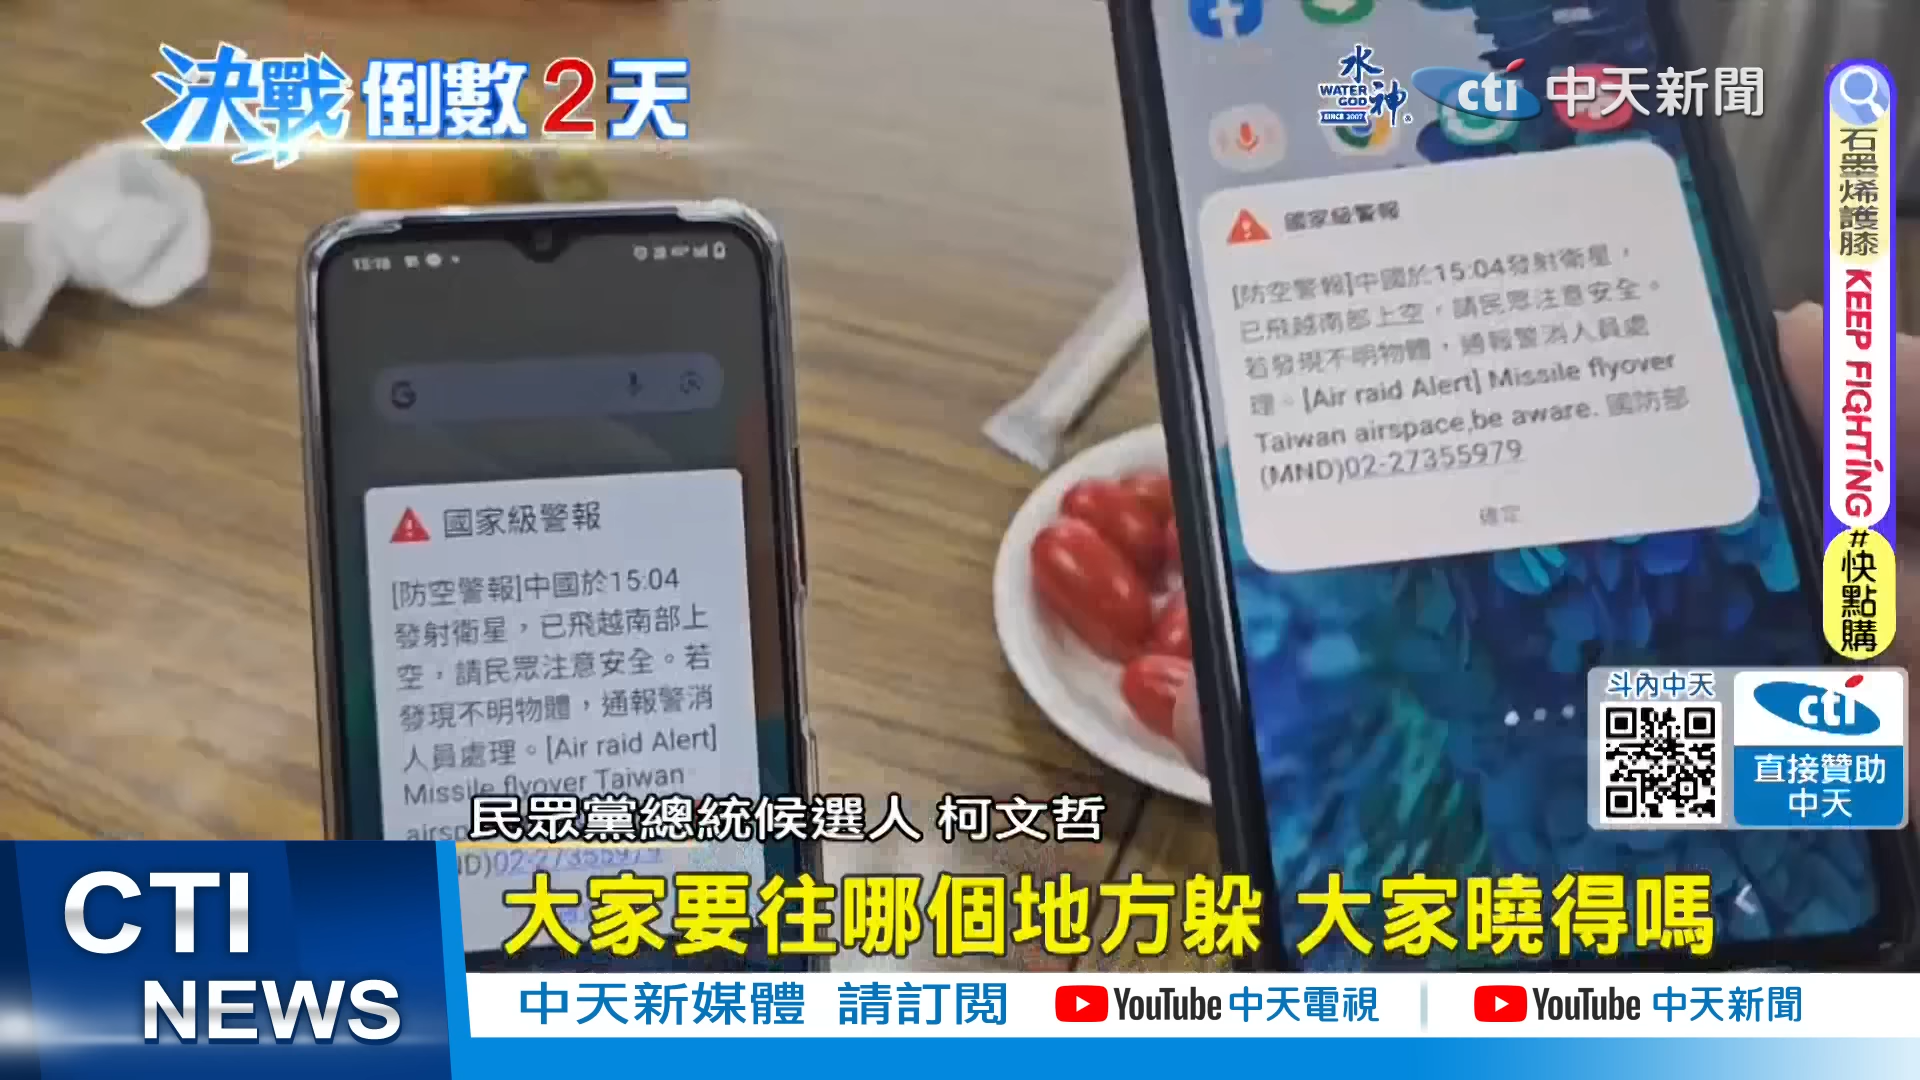 決戰倒數2天
水神
WATER GOD
SINCE 2007
cti 中天新聞
石墨烯護膝 KEEP FIGHTING #快點購
國家級警報
[防空警報]中國於15:04
發射衛星，已飛越南部上
空，請民眾注意安全。若
發現不明物體，通報警消
人員處理。[Air raid Alert]
Missile flyover Taiwan
國家級警報
[防空警報]中國於15:04發射衛星，
已飛越南部上空，請民眾注意安全。
若發現不明物體，通報警消人員處
理。[Air raid Alert] Missile flyover
Taiwan airspace,be aware. 國防部
(MND)02-27355979
確定
斗內中天
cti
直接贊助
中天
民眾黨總統候選人 柯文哲
大家要往哪個地方躲 大家曉得嗎
CTI
NEWS
中天新媒體 請訂閱 YouTube 中天電視 | YouTube 中天新聞